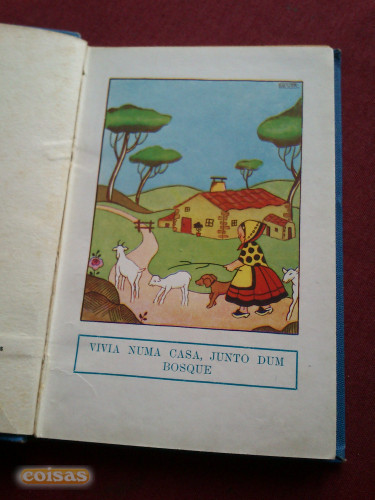 VIVIA NUMA CASA, JUNTO DUM
BOSQUE
coisas